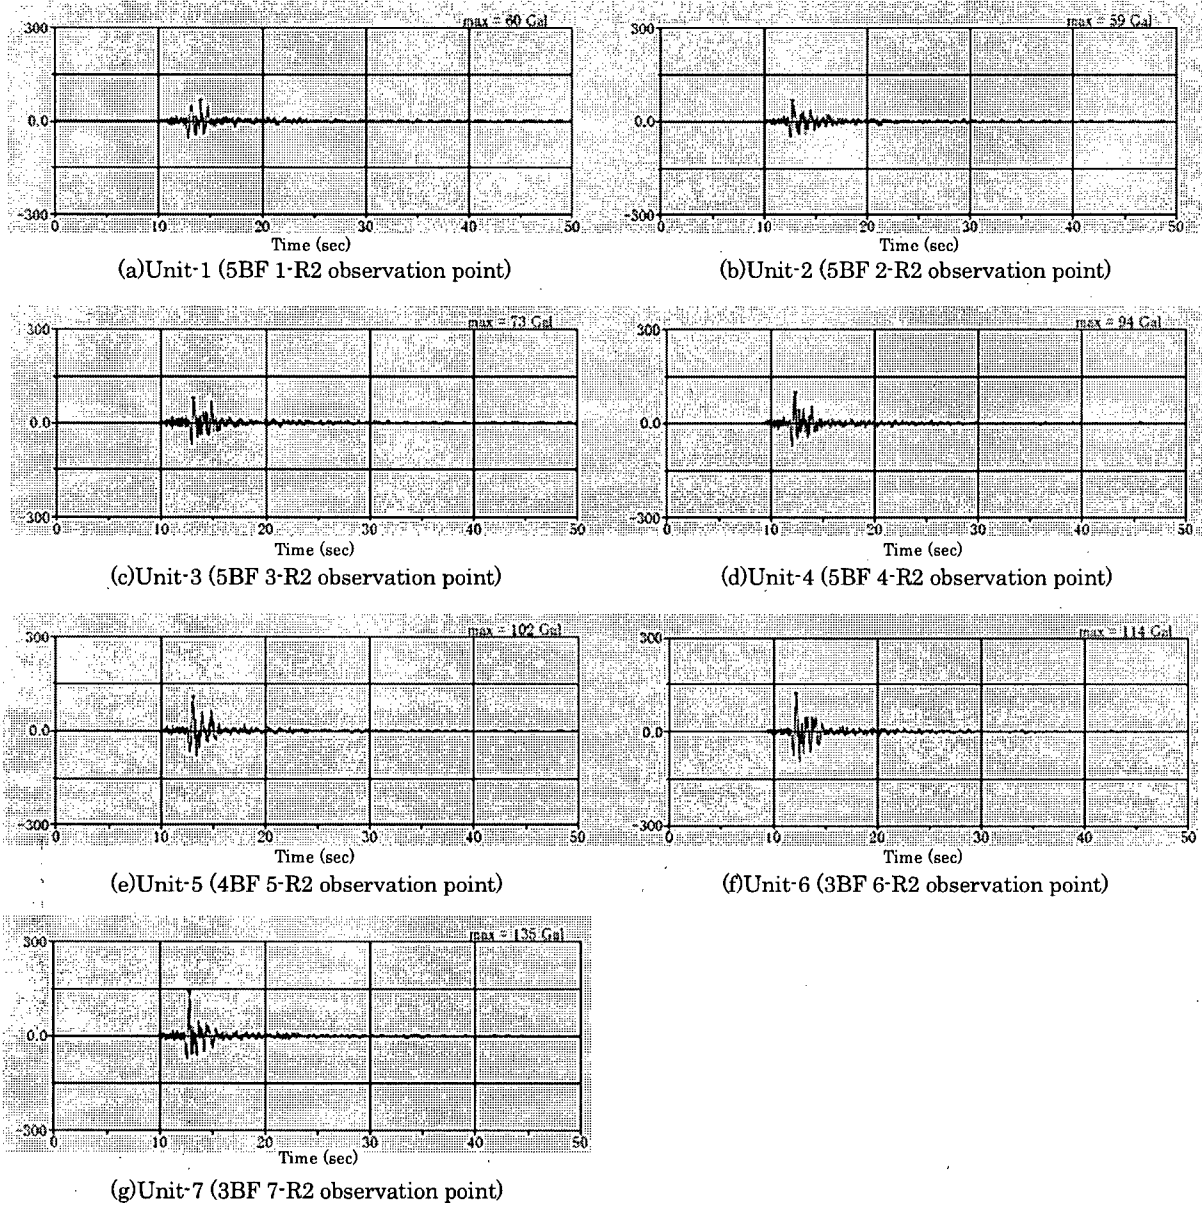 max = 60 Gal
300
0.0
-300
0 10 20 30 40 50
Time (sec)
(a)Unit-1 (5BF 1-R2 observation point)
max = 59 Gal
300
0.0
-300
0 10 20 30 40 50
Time (sec)
(b)Unit-2 (5BF 2-R2 observation point)
max = 73 Gal
300
0.0
-300
0 10 20 30 40 50
Time (sec)
(c)Unit-3 (5BF 3-R2 observation point)
max = 94 Gal
300
0.0
-300
0 10 20 30 40 50
Time (sec)
(d)Unit-4 (5BF 4-R2 observation point)
max = 102 Gal
300
0.0
-300
0 10 20 30 40 50
Time (sec)
(e)Unit-5 (4BF 5-R2 observation point)
max = 114 Gal
300
0.0
-300
0 10 20 30 40 50
Time (sec)
(f)Unit-6 (3BF 6-R2 observation point)
max = 135 Gal
300
0.0
-300
0 10 20 30 40 50
Time (sec)
(g)Unit-7 (3BF 7-R2 observation point)